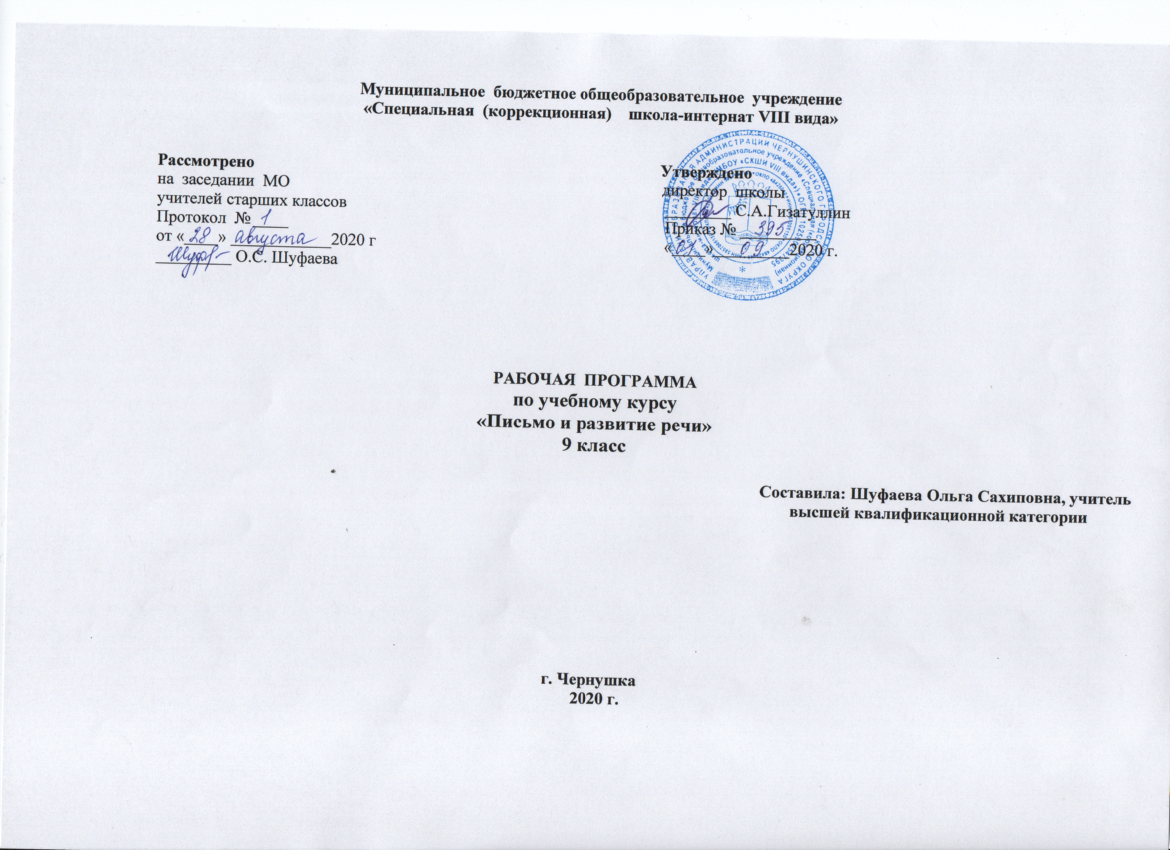 Муниципальное бюджетное общеобразовательное учреждение
«Специальная (коррекционная) школа-интернат VIII вида»
Рассмотрено
на заседании МО
учителей старших классов
Протокол № 1
от « 28 » августа 2020 г
О.С. Шуфаева
Утверждено
директор школы
С.А.Гизатуллин
Приказ № 395
« 01 » 09 2020 г.
РАБОЧАЯ ПРОГРАММА
по учебному курсу
«Письмо и развитие речи»
9 класс
Составила: Шуфаева Ольга Сахиповна, учитель
высшей квалификационной категории
г. Чернушка
2020 г.